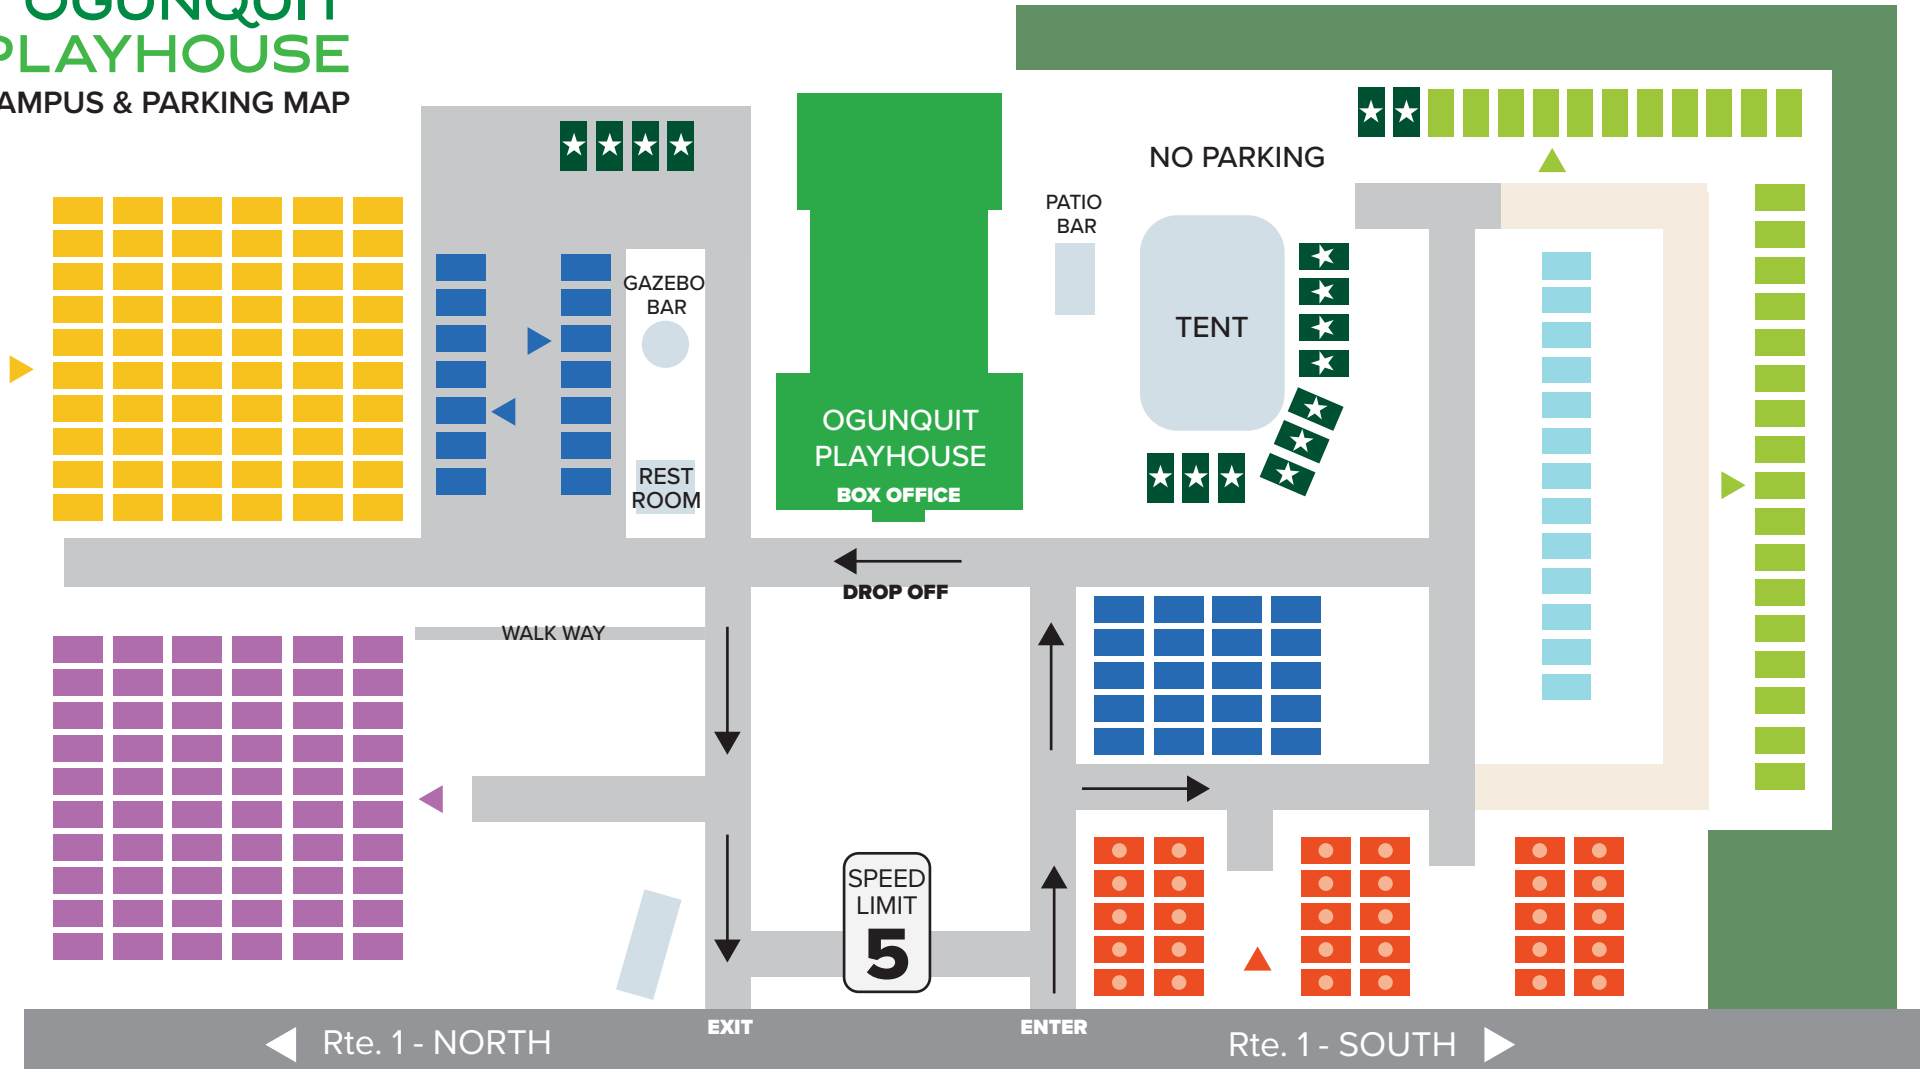 OGUNQUIT
PLAYHOUSE
AMPUS & PARKING MAP
NO PARKING
PATIO
BAR
GAZEBO
BAR
TENT
OGUNQUIT
PLAYHOUSE
BOX OFFICE
REST
ROOM
DROP OFF
WALK WAY
SPEED
LIMIT
5
EXIT
ENTER
Rte. 1 - NORTH
Rte. 1 - SOUTH